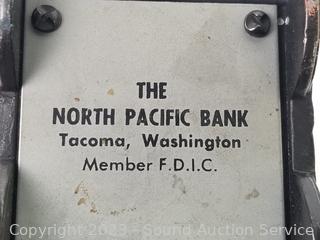 THE
NORTH PACIFIC BANK
Tacoma, Washington
Member F.D.I.C.
Copyright 2023 - Sound Auction Service